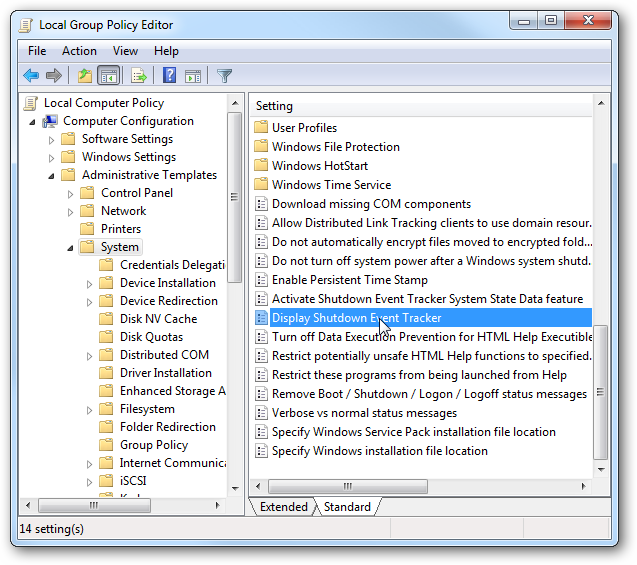 Local Group Policy Editor
File Action View Help
Local Computer Policy
Computer Configuration
Software Settings
Windows Settings
Administrative Templates
Control Panel
Network
Printers
System
Credentials Delegati
Device Installation
Device Redirection
Disk NV Cache
Disk Quotas
Distributed COM
Driver Installation
Enhanced Storage A
Filesystem
Folder Redirection
Group Policy
Internet Communica
iSCSI
Setting
User Profiles
Windows File Protection
Windows HotStart
Windows Time Service
Download missing COM components
Allow Distributed Link Tracking clients to use domain resour...
Do not automatically encrypt files moved to encrypted fold...
Do not turn off system power after a Windows system shutd...
Enable Persistent Time Stamp
Activate Shutdown Event Tracker System State Data feature
Display Shutdown Event Tracker
Turn off Data Execution Prevention for HTML Help Executible
Restrict potentially unsafe HTML Help functions to specified...
Restrict these programs from being launched from Help
Remove Boot / Shutdown / Logon / Logoff status messages
Verbose vs normal status messages
Specify Windows Service Pack installation file location
Specify Windows installation file location
Extended Standard
14 setting(s)